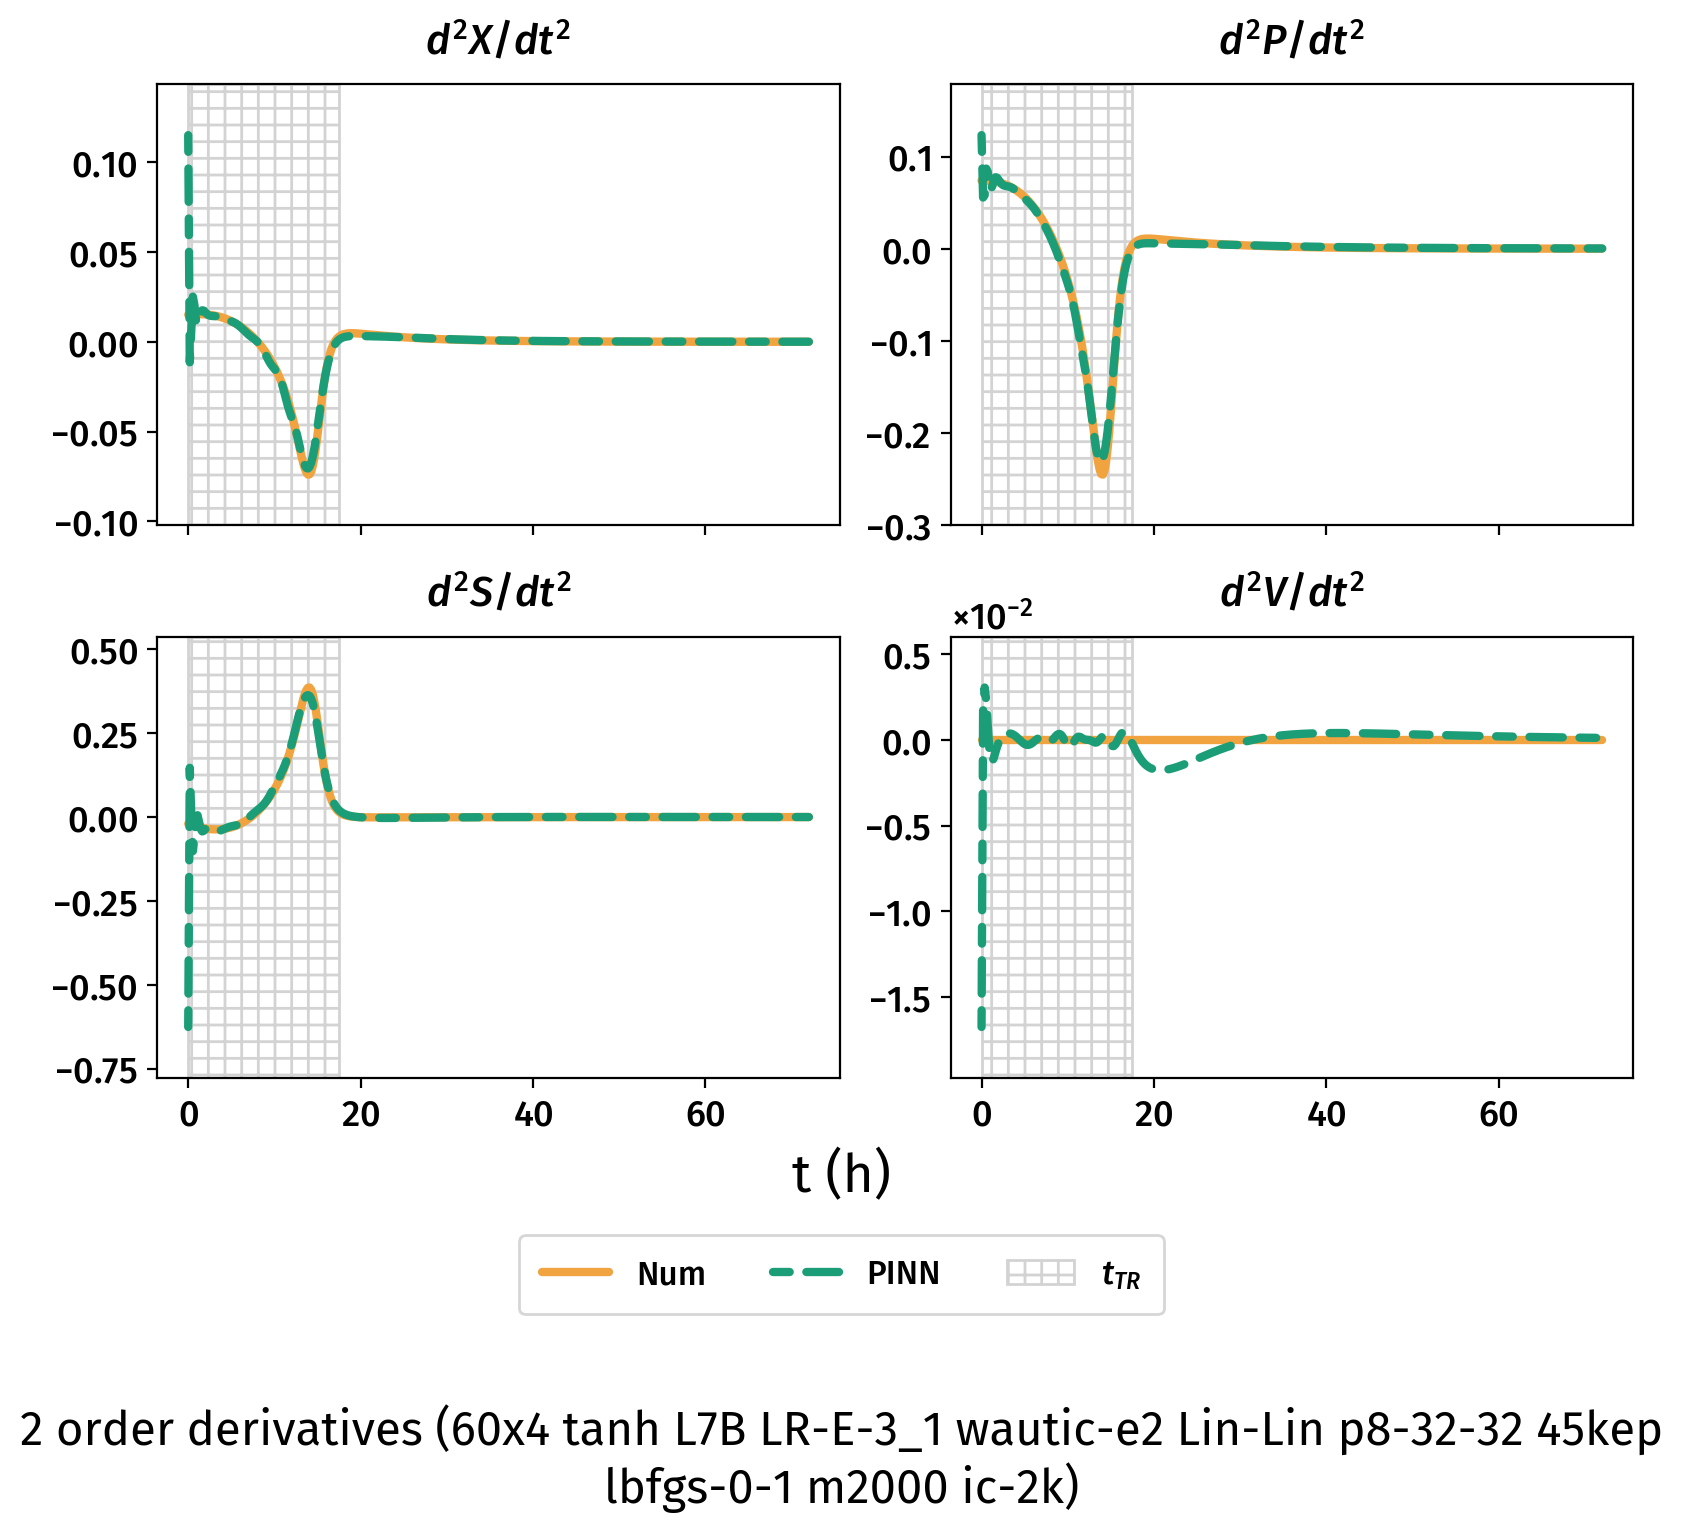 d²X/dt²
d²P/dt²
0.10
0.05
0.00
−0.05
−0.10
0.1
0.0
−0.1
−0.2
−0.3
d²S/dt²
d²V/dt²
×10⁻²
0.50
0.25
0.00
−0.25
−0.50
−0.75
0.5
0.0
−0.5
−1.0
−1.5
0 20 40 60
0 20 40 60
t (h)
Num PINN t_TR
2 order derivatives (60x4 tanh L7B LR-E-3_1 wautic-e2 Lin-Lin p8-32-32 45kep
lbfgs-0-1 m2000 ic-2k)